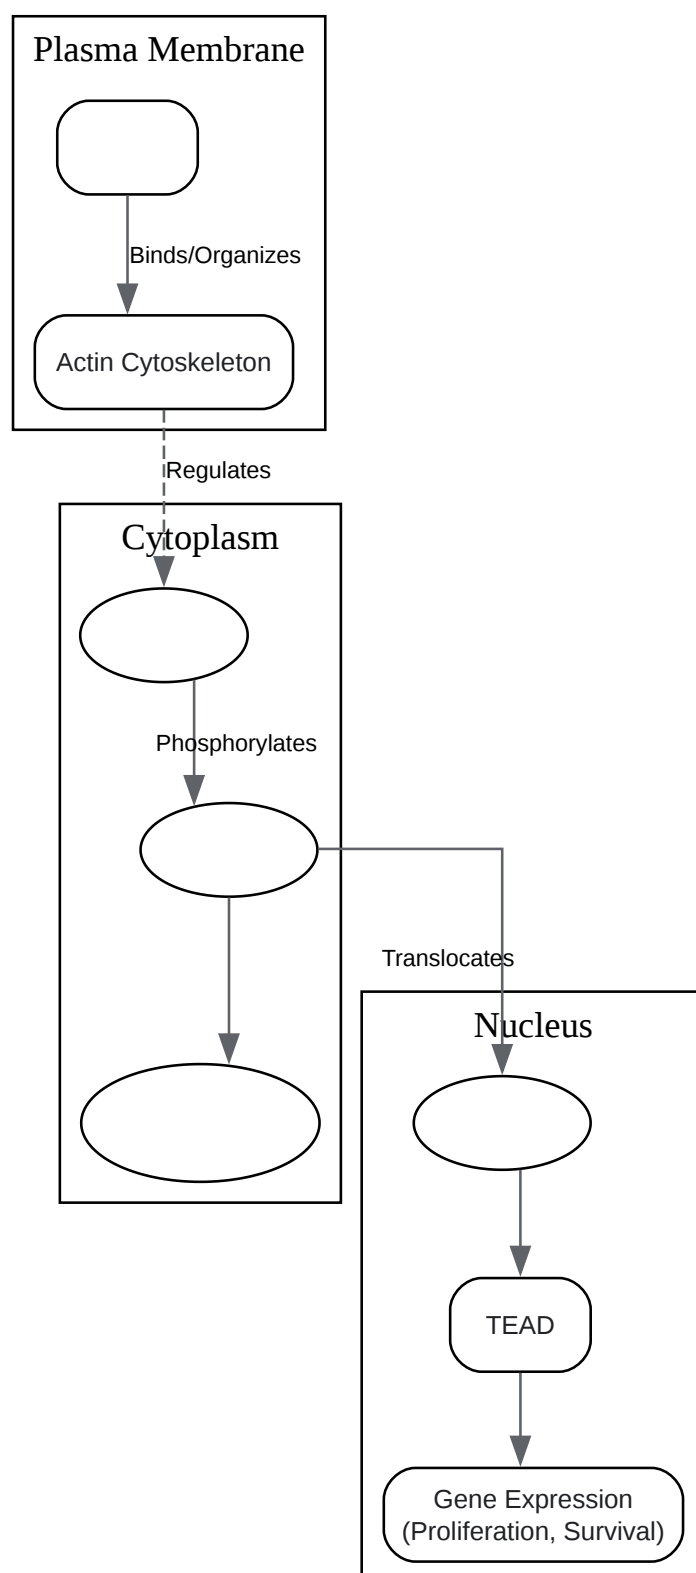 Plasma Membrane
Binds/Organizes
Actin Cytoskeleton
Regulates
Cytoplasm
Phosphorylates
Translocates
Nucleus
TEAD
Gene Expression
(Proliferation, Survival)